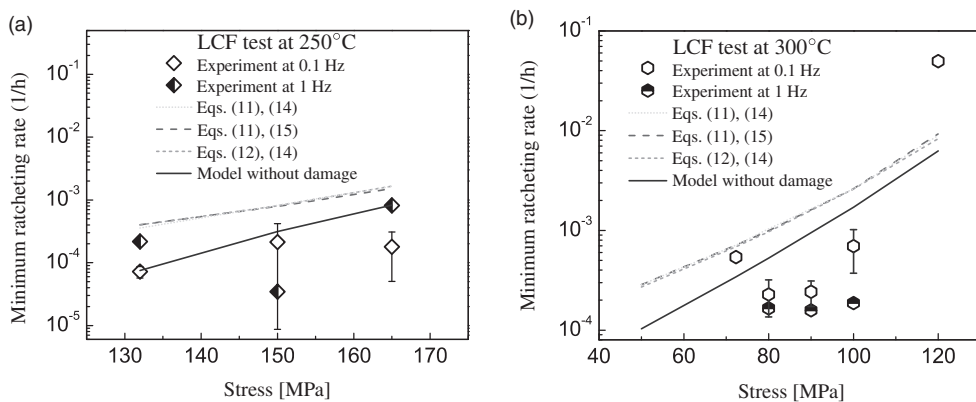 (a)
LCF test at 250°C
Experiment at 0.1 Hz
Experiment at 1 Hz
Eqs. (11), (14)
Eqs. (11), (15)
Eqs. (12), (14)
Model without damage
Minimum ratcheting rate (1/h)
10⁻¹
10⁻²
10⁻³
10⁻⁴
10⁻⁵
130 140 150 160 170
Stress [MPa]
(b)
LCF test at 300°C
Experiment at 0.1 Hz
Experiment at 1 Hz
Eqs. (11), (14)
Eqs. (11), (15)
Eqs. (12), (14)
Model without damage
Minimum ratcheting rate (1/h)
10⁻¹
10⁻²
10⁻³
10⁻⁴
40 60 80 100 120
Stress [MPa]